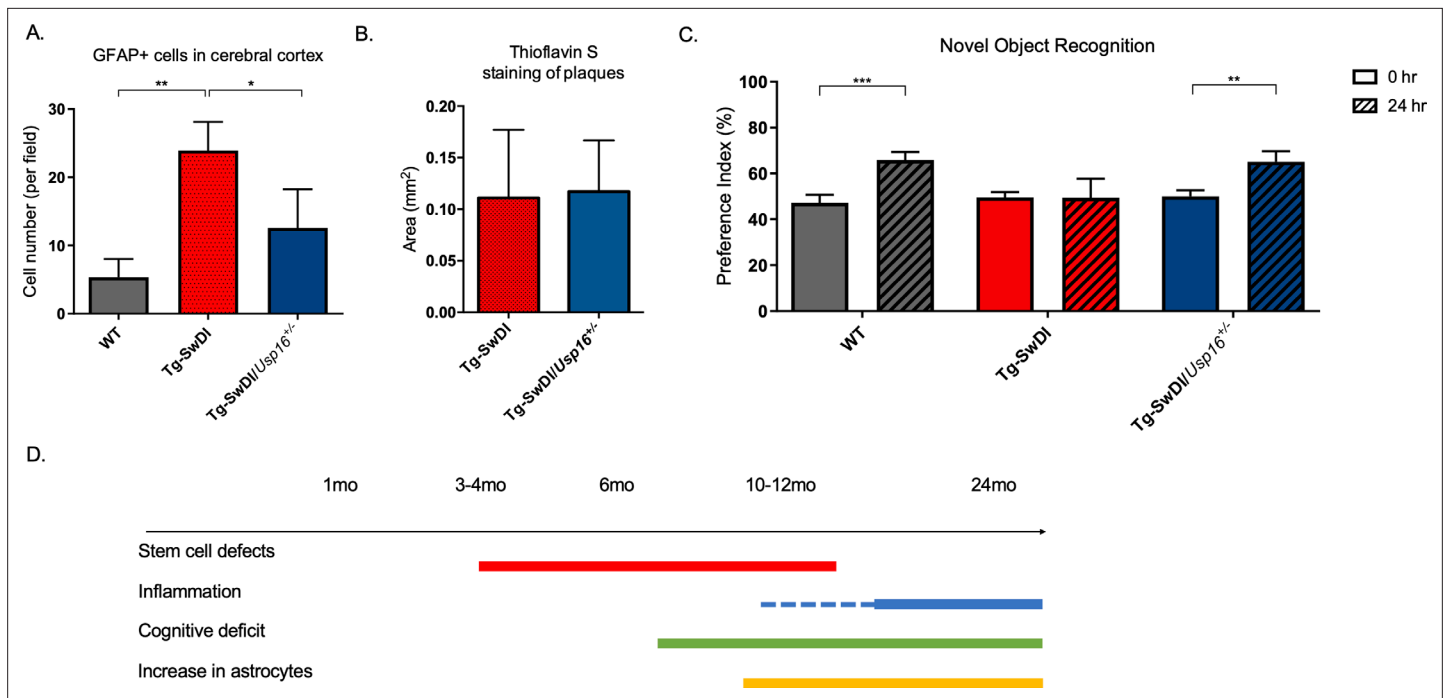 A.
GFAP+ cells in cerebral cortex
**
*
Cell number (per field)
30
20
10
0
WT
Tg-SwDI
Tg-SwDI/Usp16+/-
B.
Thioflavin S
staining of plaques
Area (mm2)
0.20
0.15
0.10
0.05
0.00
Tg-SwDI
Tg-SwDI/Usp16+/-
C.
Novel Object Recognition
***
**
0 hr
24 hr
Preference Index (%)
100
80
60
40
20
0
WT
Tg-SwDI
Tg-SwDI/Usp16+/-
D.
1mo 3-4mo 6mo 10-12mo 24mo
Stem cell defects
Inflammation
Cognitive deficit
Increase in astrocytes